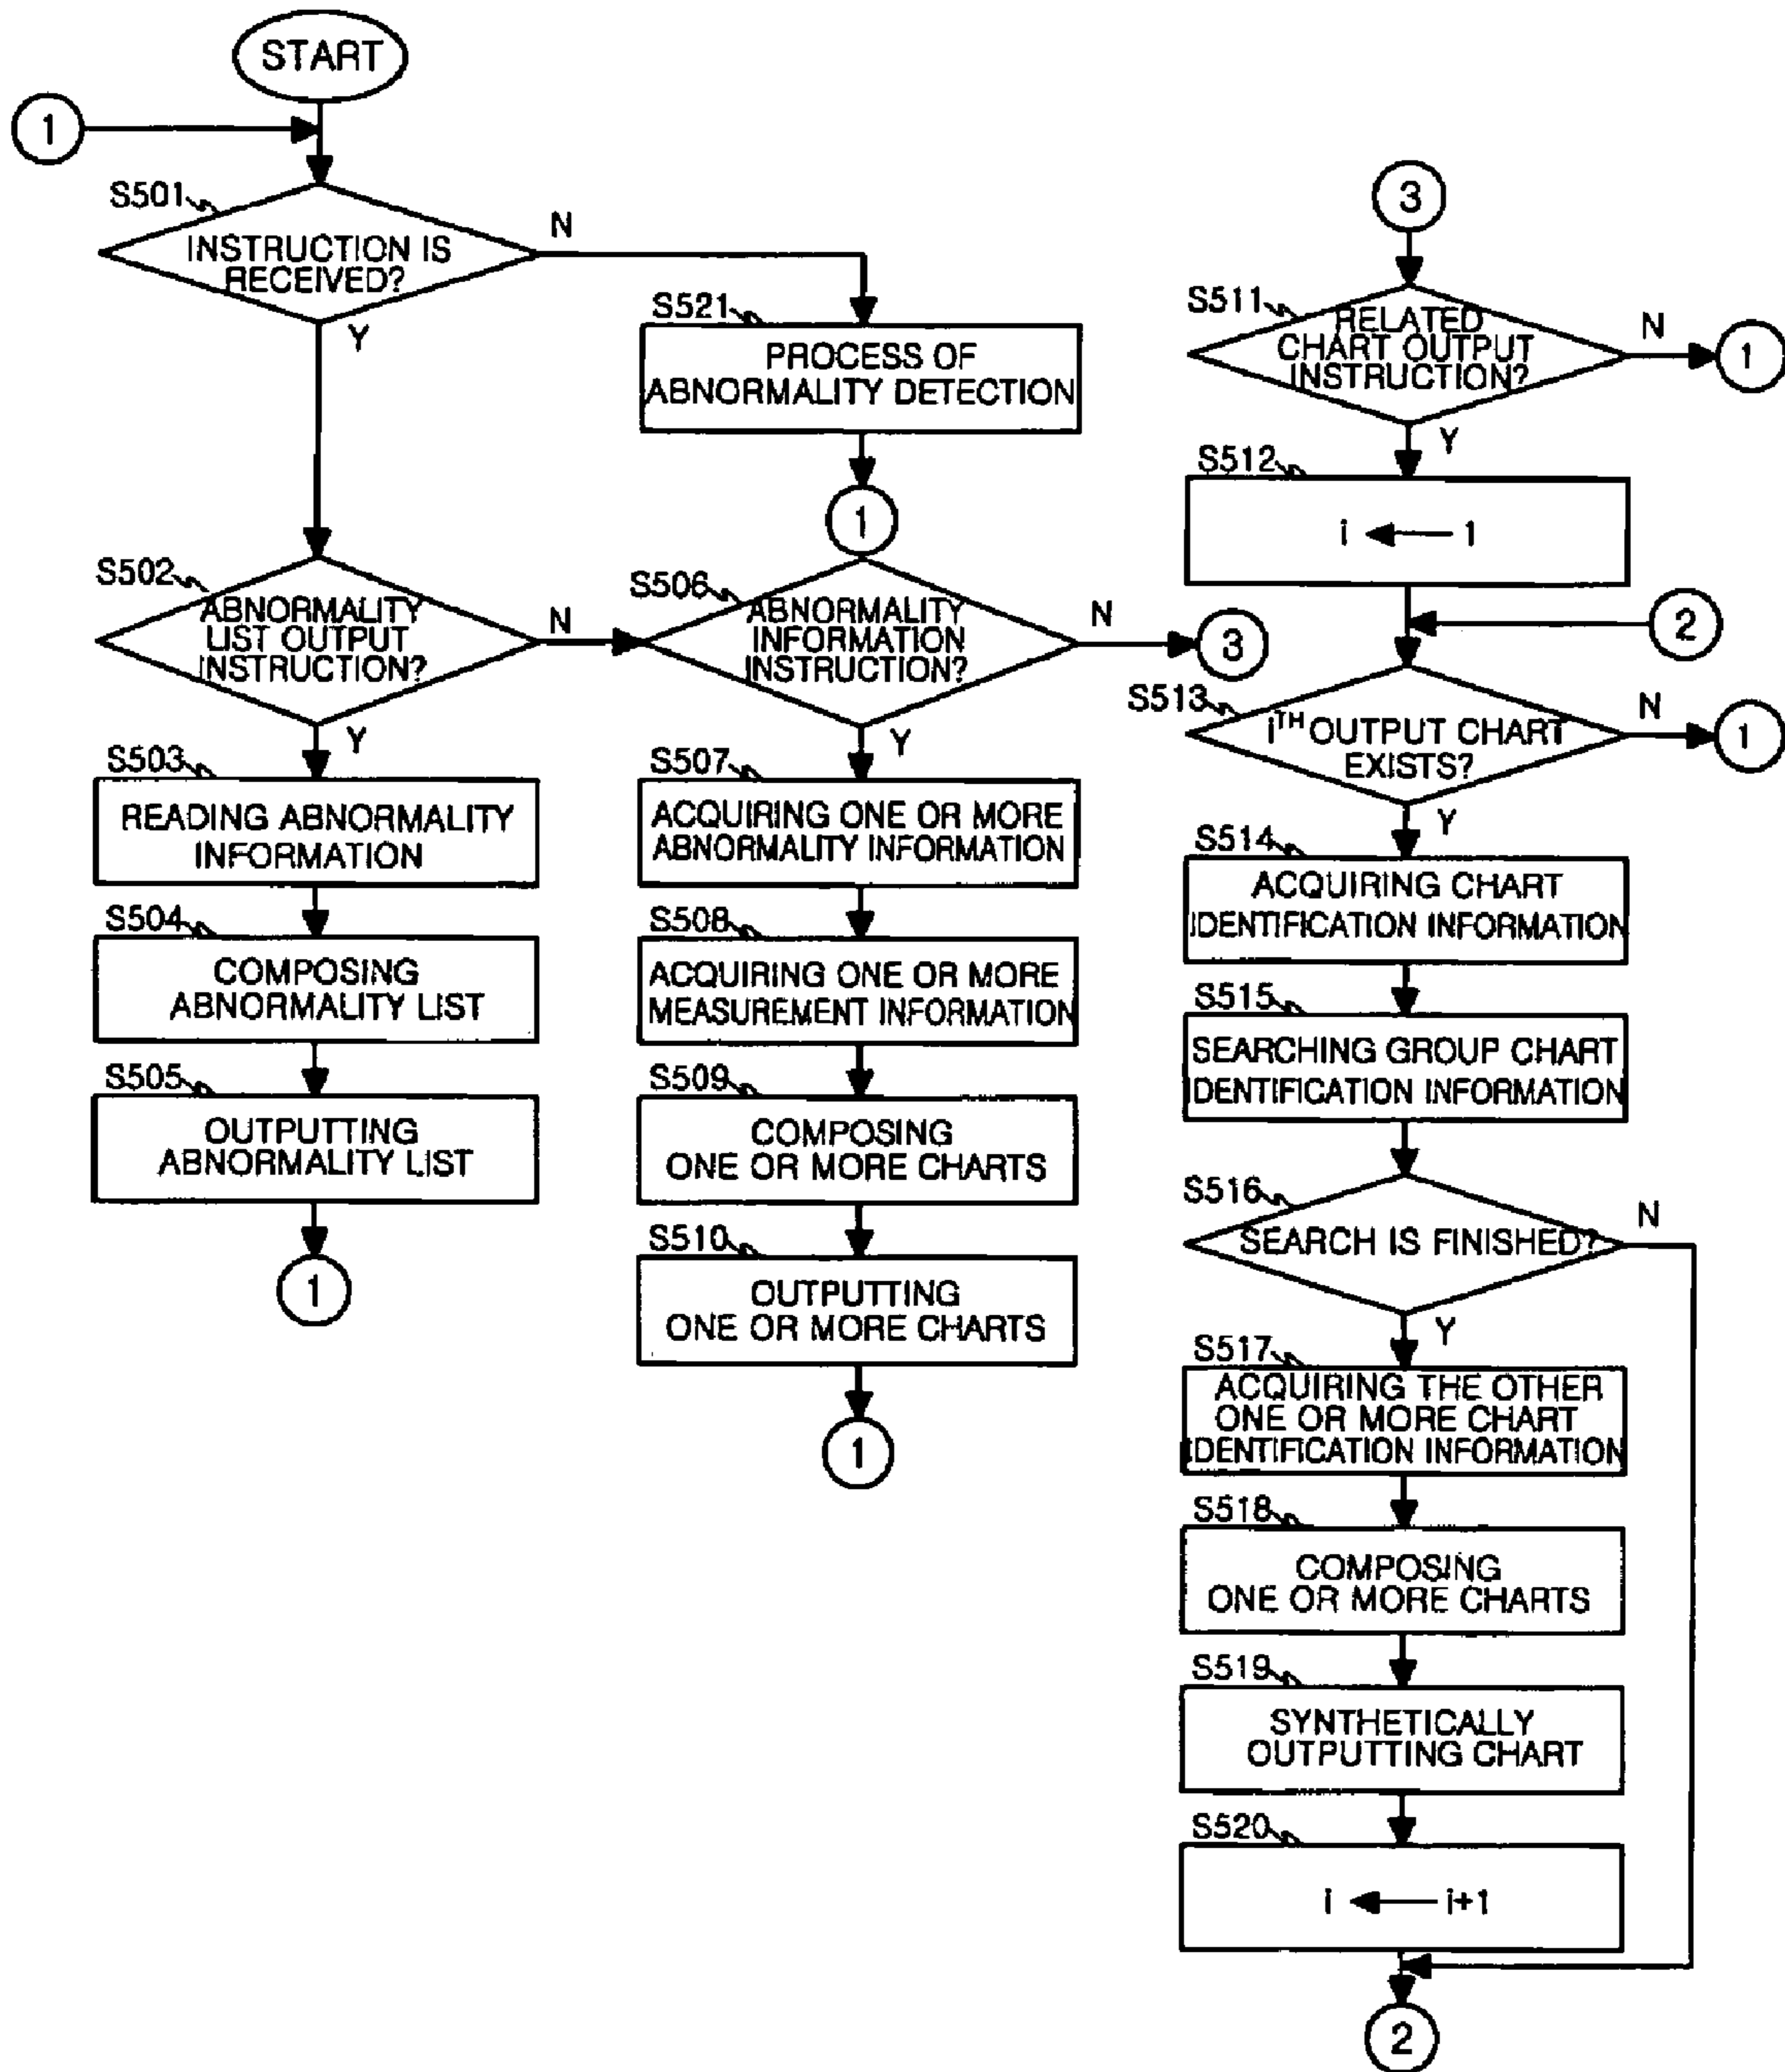 START
1
S501
INSTRUCTION IS
RECEIVED?
N
Y
S521
PROCESS OF
ABNORMALITY DETECTION
1
S502
ABNORMALITY
LIST OUTPUT
INSTRUCTION?
N
Y
S503
READING ABNORMALITY
INFORMATION
S504
COMPOSING
ABNORMALITY LIST
S505
OUTPUTTING
ABNORMALITY LIST
1
S506
ABNORMALITY
INFORMATION
INSTRUCTION?
N
3
Y
S507
ACQUIRING ONE OR MORE
ABNORMALITY INFORMATION
S508
ACQUIRING ONE OR MORE
MEASUREMENT INFORMATION
S509
COMPOSING
ONE OR MORE CHARTS
S510
OUTPUTTING
ONE OR MORE CHARTS
1
3
S511
RELATED
CHART OUTPUT
INSTRUCTION?
N
1
Y
S512
i ← 1
2
S513
iTH OUTPUT CHART
EXISTS?
N
1
Y
S514
ACQUIRING CHART
IDENTIFICATION INFORMATION
S515
SEARCHING GROUP CHART
IDENTIFICATION INFORMATION
S516
SEARCH IS FINISHED?
N
Y
S517
ACQUIRING THE OTHER
ONE OR MORE CHART
IDENTIFICATION INFORMATION
S518
COMPOSING
ONE OR MORE CHARTS
S519
SYNTHETICALLY
OUTPUTTING CHART
S520
i ← i+1
2